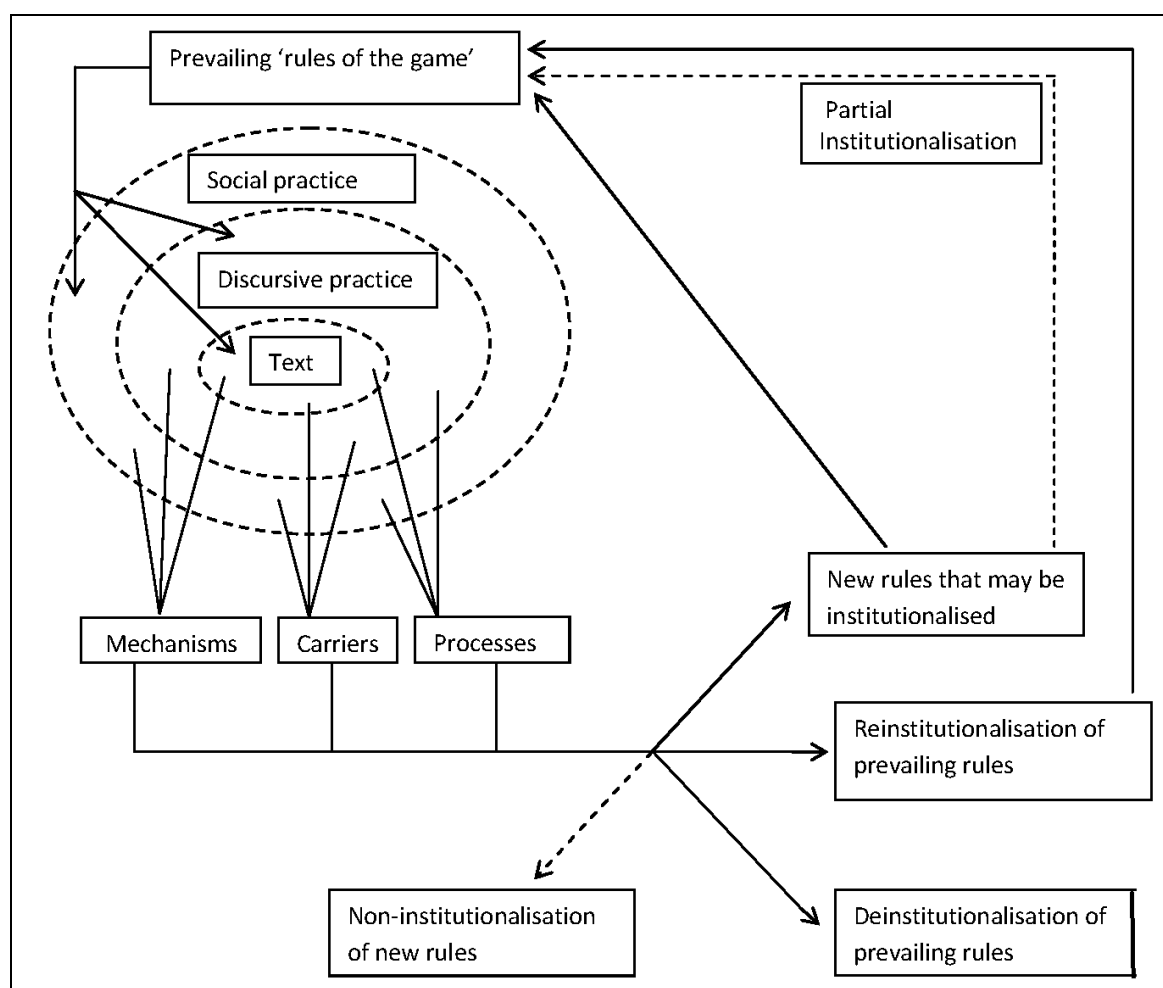 Prevailing ‘rules of the game’
Partial
Institutionalisation
Social practice
Discursive practice
Text
New rules that may be
institutionalised
Mechanisms
Carriers
Processes
Reinstitutionalisation of
prevailing rules
Non-institutionalisation
of new rules
Deinstitutionalisation of
prevailing rules